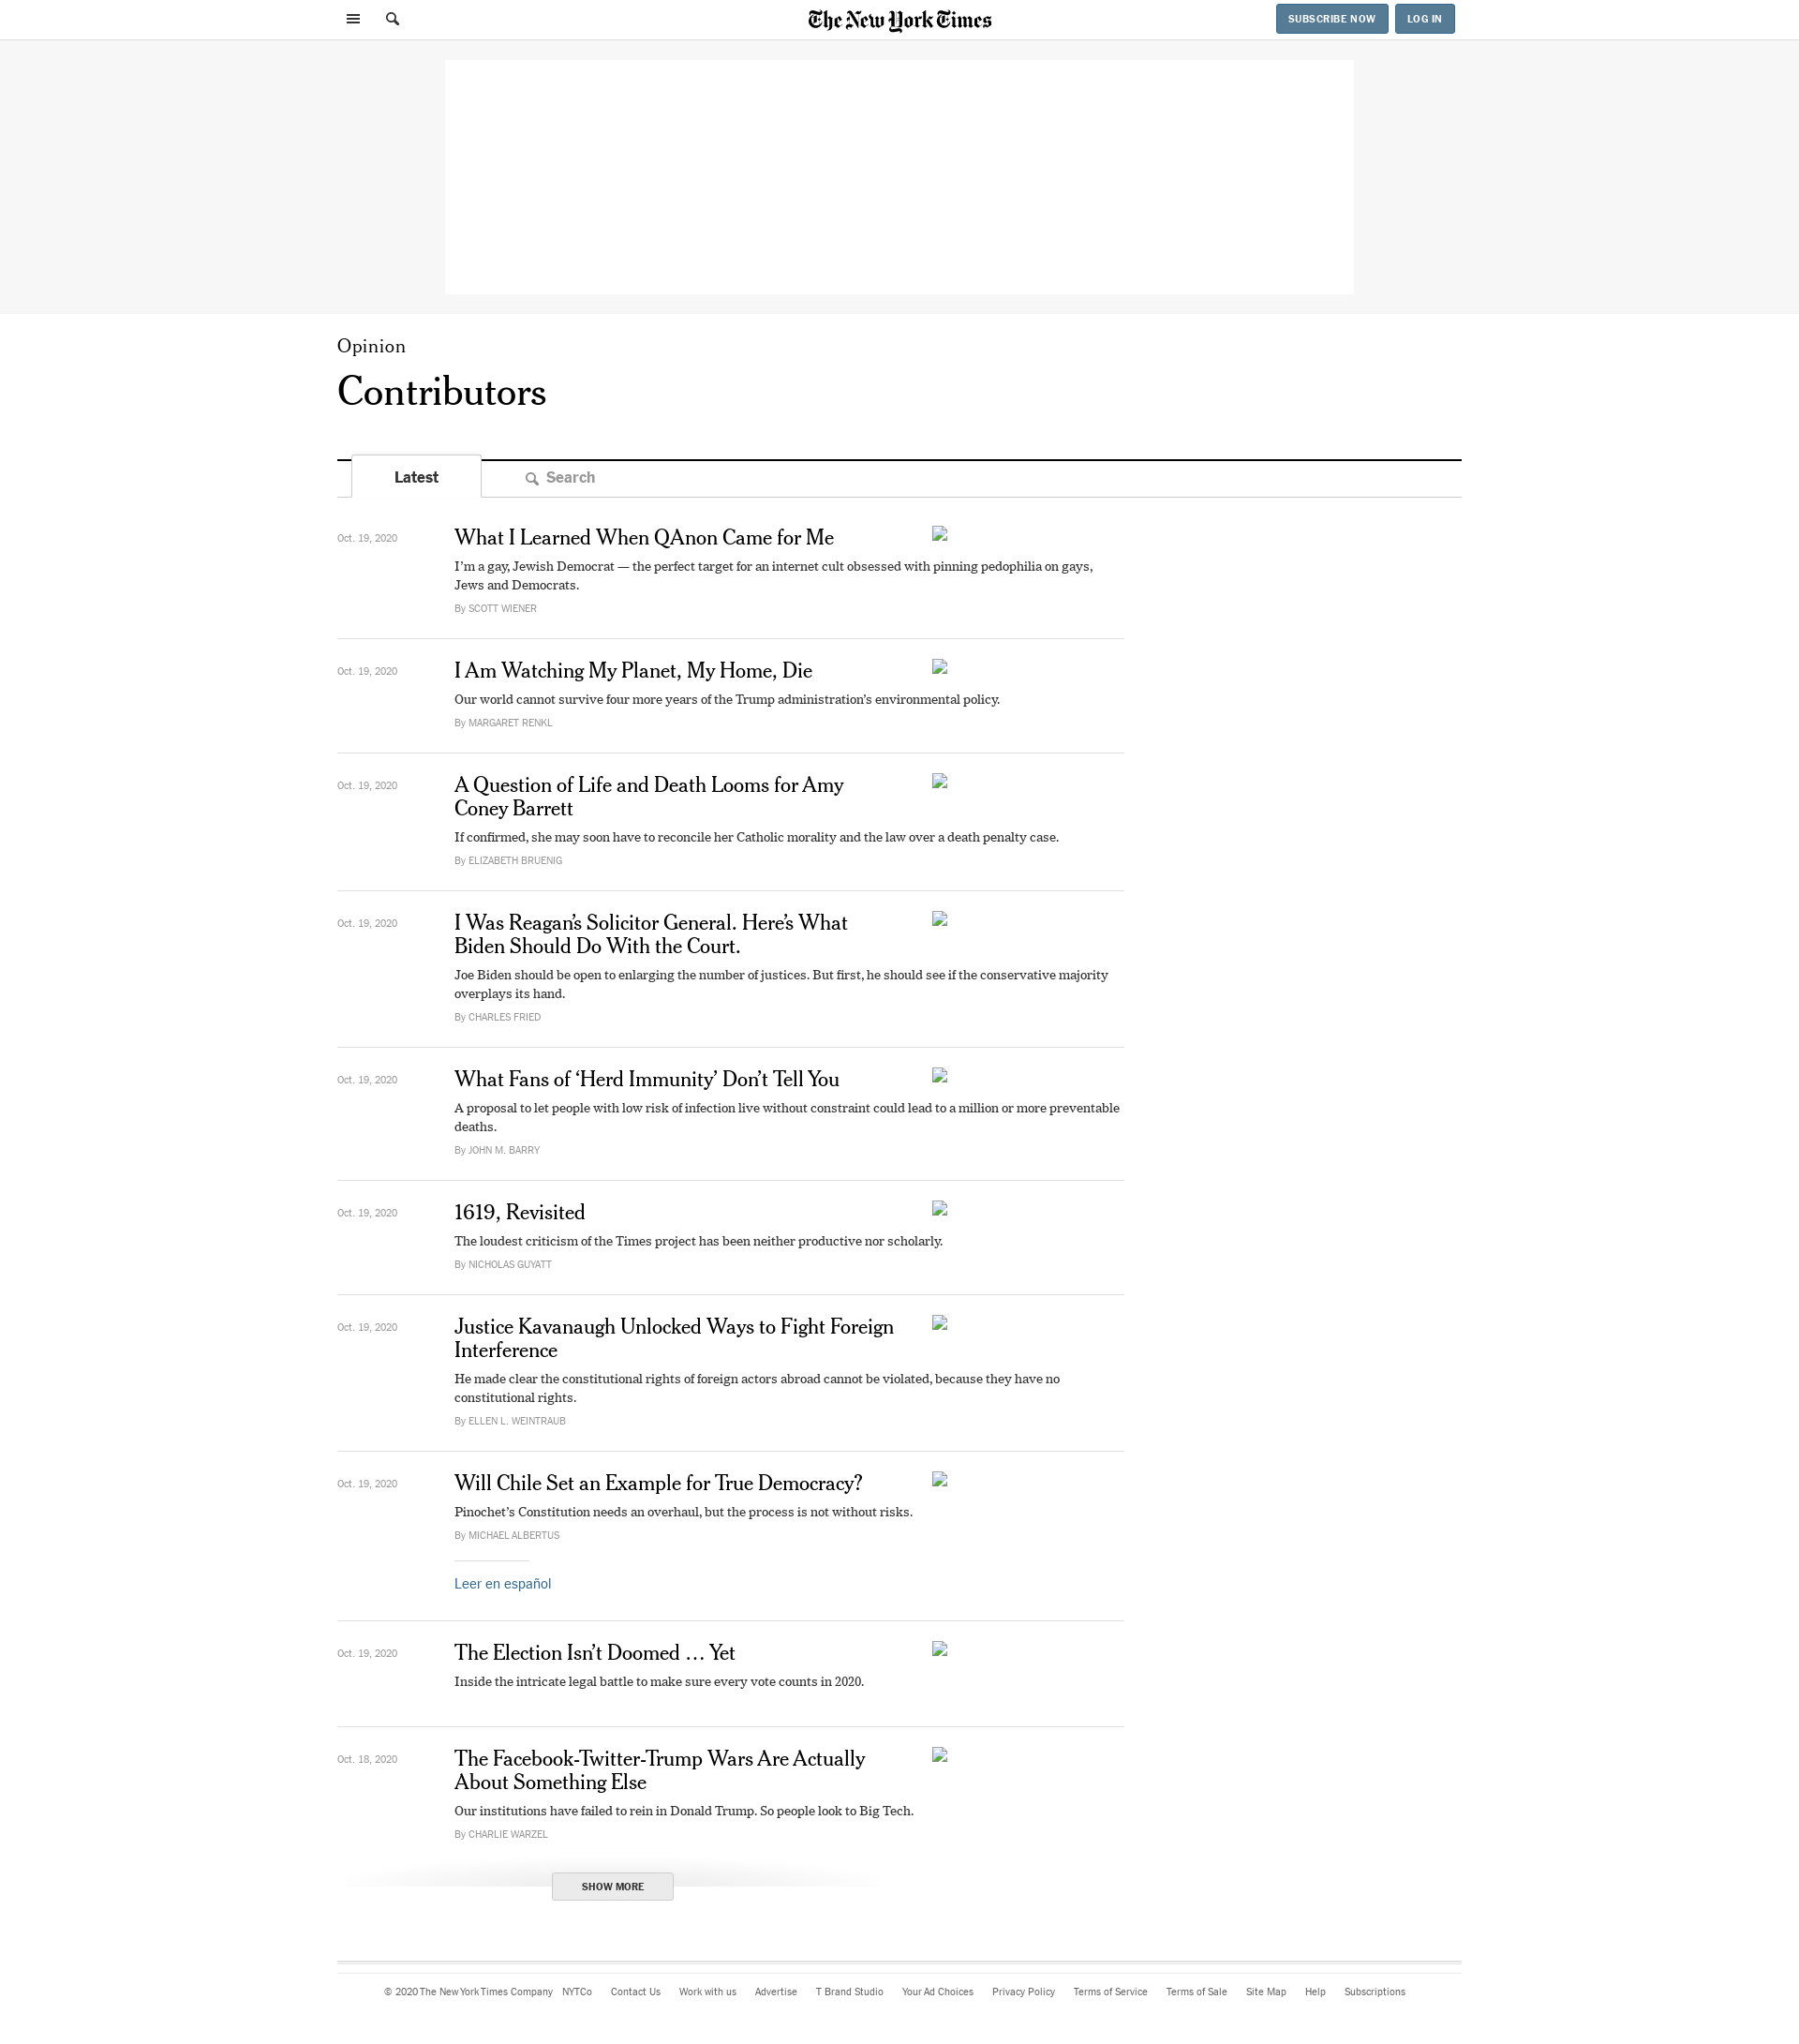 The New York Times
SUBSCRIBE NOW
LOG IN
Opinion
Contributors
Latest
Search
Oct. 19, 2020
What I Learned When QAnon Came for Me
I’m a gay, Jewish Democrat — the perfect target for an internet cult obsessed with pinning pedophilia on gays,
Jews and Democrats.
By SCOTT WIENER
Oct. 19, 2020
I Am Watching My Planet, My Home, Die
Our world cannot survive four more years of the Trump administration’s environmental policy.
By MARGARET RENKL
Oct. 19, 2020
A Question of Life and Death Looms for Amy
Coney Barrett
If confirmed, she may soon have to reconcile her Catholic morality and the law over a death penalty case.
By ELIZABETH BRUENIG
Oct. 19, 2020
I Was Reagan’s Solicitor General. Here’s What
Biden Should Do With the Court.
Joe Biden should be open to enlarging the number of justices. But first, he should see if the conservative majority
overplays its hand.
By CHARLES FRIED
Oct. 19, 2020
What Fans of ‘Herd Immunity’ Don’t Tell You
A proposal to let people with low risk of infection live without constraint could lead to a million or more preventable
deaths.
By JOHN M. BARRY
Oct. 19, 2020
1619, Revisited
The loudest criticism of the Times project has been neither productive nor scholarly.
By NICHOLAS GUYATT
Oct. 19, 2020
Justice Kavanaugh Unlocked Ways to Fight Foreign
Interference
He made clear the constitutional rights of foreign actors abroad cannot be violated, because they have no
constitutional rights.
By ELLEN L. WEINTRAUB
Oct. 19, 2020
Will Chile Set an Example for True Democracy?
Pinochet’s Constitution needs an overhaul, but the process is not without risks.
By MICHAEL ALBERTUS
Leer en español
Oct. 19, 2020
The Election Isn’t Doomed … Yet
Inside the intricate legal battle to make sure every vote counts in 2020.
Oct. 18, 2020
The Facebook-Twitter-Trump Wars Are Actually
About Something Else
Our institutions have failed to rein in Donald Trump. So people look to Big Tech.
By CHARLIE WARZEL
SHOW MORE
© 2020 The New York Times Company NYTCo Contact Us Work with us Advertise T Brand Studio Your Ad Choices Privacy Policy Terms of Service Terms of Sale Site Map Help Subscriptions